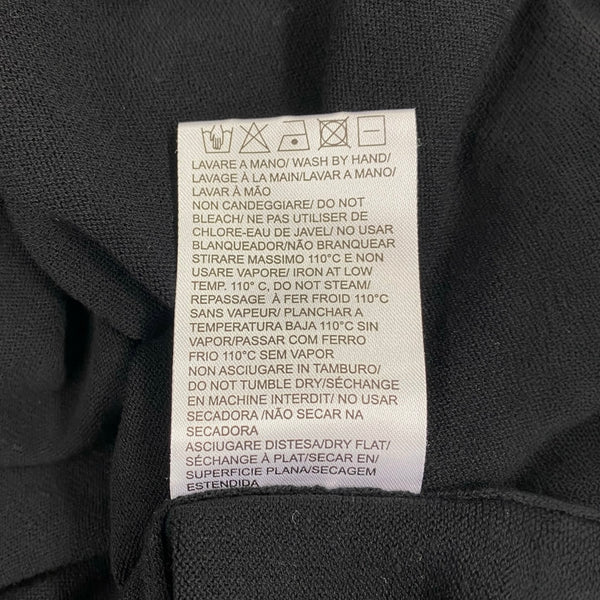 LAVARE A MANO/ WASH BY HAND/
LAVAGE À LA MAIN/LAVAR A MANO/
LAVAR À MÃO
NON CANDEGGIARE/ DO NOT
BLEACH/ NE PAS UTILISER DE
CHLORE-EAU DE JAVEL/ NO USAR
BLANQUEADOR/NÃO BRANQUEAR
STIRARE MASSIMO 110°C E NON
USARE VAPORE/ IRON AT LOW
TEMP. 110° C, DO NOT STEAM/
REPASSAGE À FER FROID 110°C
SANS VAPEUR/ PLANCHAR A
TEMPERATURA BAJA 110°C SIN
VAPOR/PASSAR COM FERRO
FRIO 110°C SEM VAPOR
NON ASCIUGARE IN TAMBURO/
DO NOT TUMBLE DRY/SÉCHANGE
EN MACHINE INTERDIT/ NO USAR
SECADORA /NÃO SECAR NA
SECADORA
ASCIUGARE DISTESA/DRY FLAT/
SÉCHANGE À PLAT/SECAR EN/
SUPERFICIE PLANA/SECAGEM
ESTENDIDA